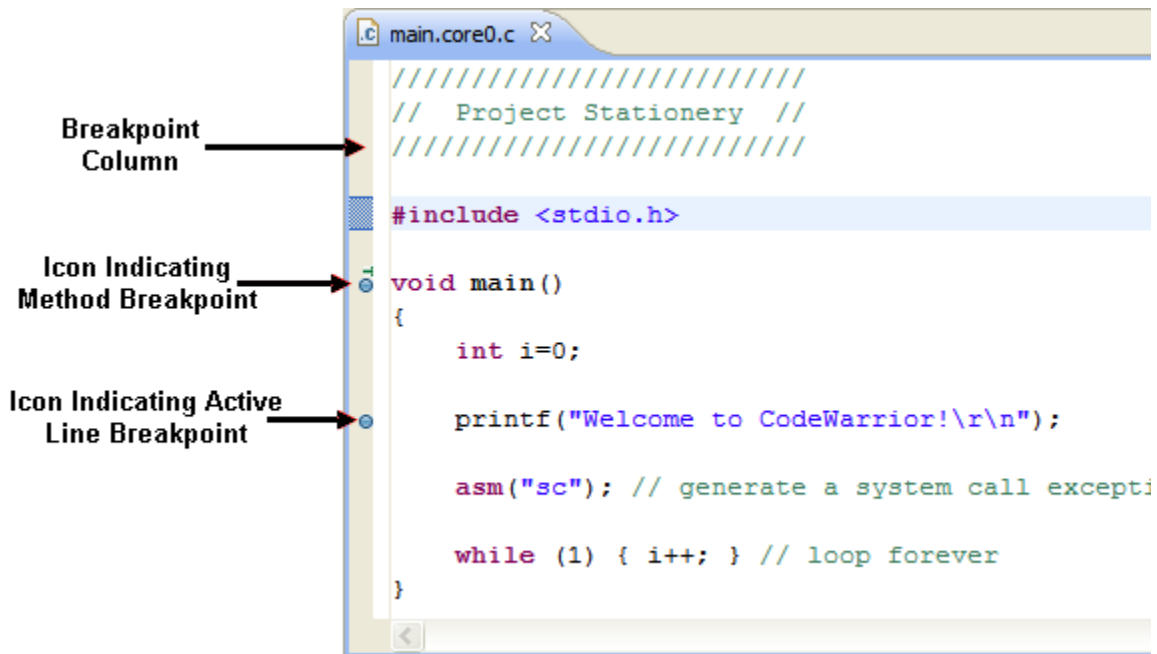 .c main.core0.c
///////////////////////////
// Project Stationery //
///////////////////////////
Breakpoint
Column
#include <stdio.h>
Icon Indicating
Method Breakpoint
void main()
{
int i=0;
Icon Indicating Active
Line Breakpoint
printf("Welcome to CodeWarrior!\r\n");
asm("sc"); // generate a system call excepti
while (1) { i++; } // loop forever
}